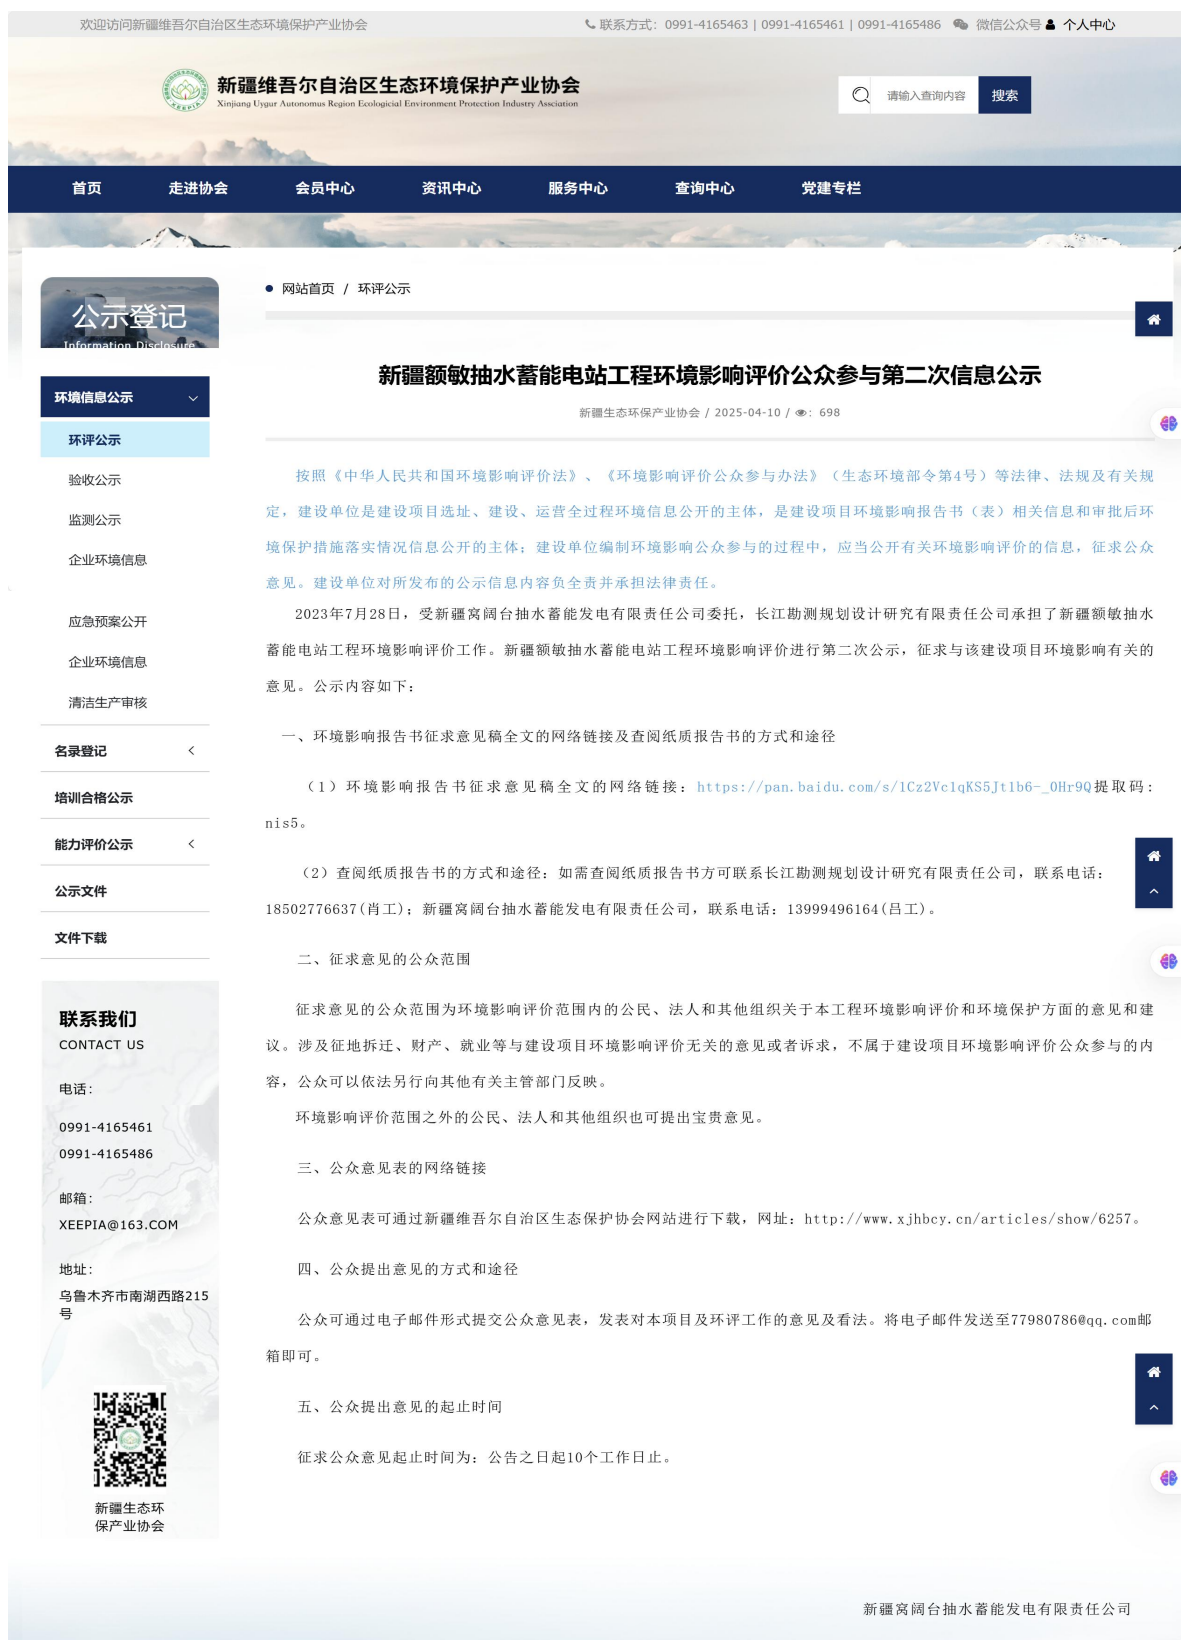 欢迎访问新疆维吾尔自治区生态环境保护产业协会
联系方式：0991-4165463 | 0991-4165461 | 0991-4165486 微信公众号 个人中心
新疆维吾尔自治区生态环境保护产业协会
Xinjiang Uygur Autonomus Region Ecologicial Environment Protection Industry Assciation
XEEPIA
请输入查询内容 搜索
首页 走进协会 会员中心 资讯中心 服务中心 查询中心 党建专栏
公示登记
Information Disclosure
环境信息公示
环评公示
验收公示
监测公示
企业环境信息
应急预案公开
企业环境信息
清洁生产审核
名录登记
培训合格公示
能力评价公示
公示文件
文件下载
联系我们
CONTACT US
电话：
0991-4165461
0991-4165486
邮箱：
XEEPIA@163.COM
地址：
乌鲁木齐市南湖西路215
号
新疆生态环
保产业协会
网站首页 / 环评公示
新疆额敏抽水蓄能电站工程环境影响评价公众参与第二次信息公示
新疆生态环保产业协会 / 2025-04-10 / ：698
按照《中华人民共和国环境影响评价法》、《环境影响评价公众参与办法》（生态环境部令第4号）等法律、法规及有关规
定，建设单位是建设项目选址、建设、运营全过程环境信息公开的主体，是建设项目环境影响报告书（表）相关信息和审批后环
境保护措施落实情况信息公开的主体；建设单位编制环境影响公众参与的过程中，应当公开有关环境影响评价的信息，征求公众
意见。建设单位对所发布的公示信息内容负全责并承担法律责任。
2023年7月28日，受新疆窝阔台抽水蓄能发电有限责任公司委托，长江勘测规划设计研究有限责任公司承担了新疆额敏抽水
蓄能电站工程环境影响评价工作。新疆额敏抽水蓄能电站工程环境影响评价进行第二次公示，征求与该建设项目环境影响有关的
意见。公示内容如下：
一、环境影响报告书征求意见稿全文的网络链接及查阅纸质报告书的方式和途径
（1）环境影响报告书征求意见稿全文的网络链接：https://pan.baidu.com/s/1Cz2Vc1qKS5Jt1b6-_0Hr9Q提取码：
nis5。
（2）查阅纸质报告书的方式和途径：如需查阅纸质报告书方可联系长江勘测规划设计研究有限责任公司，联系电话：
18502776637(肖工)；新疆窝阔台抽水蓄能发电有限责任公司，联系电话：13999496164(吕工)。
二、征求意见的公众范围
征求意见的公众范围为环境影响评价范围内的公民、法人和其他组织关于本工程环境影响评价和环境保护方面的意见和建
议。涉及征地拆迁、财产、就业等与建设项目环境影响评价无关的意见或者诉求，不属于建设项目环境影响评价公众参与的内
容，公众可以依法另行向其他有关主管部门反映。
环境影响评价范围之外的公民、法人和其他组织也可提出宝贵意见。
三、公众意见表的网络链接
公众意见表可通过新疆维吾尔自治区生态保护协会网站进行下载，网址：http://www.xjhbcy.cn/articles/show/6257。
四、公众提出意见的方式和途径
公众可通过电子邮件形式提交公众意见表，发表对本项目及环评工作的意见及看法。将电子邮件发送至77980786@qq.com邮
箱即可。
五、公众提出意见的起止时间
征求公众意见起止时间为：公告之日起10个工作日止。
新疆窝阔台抽水蓄能发电有限责任公司